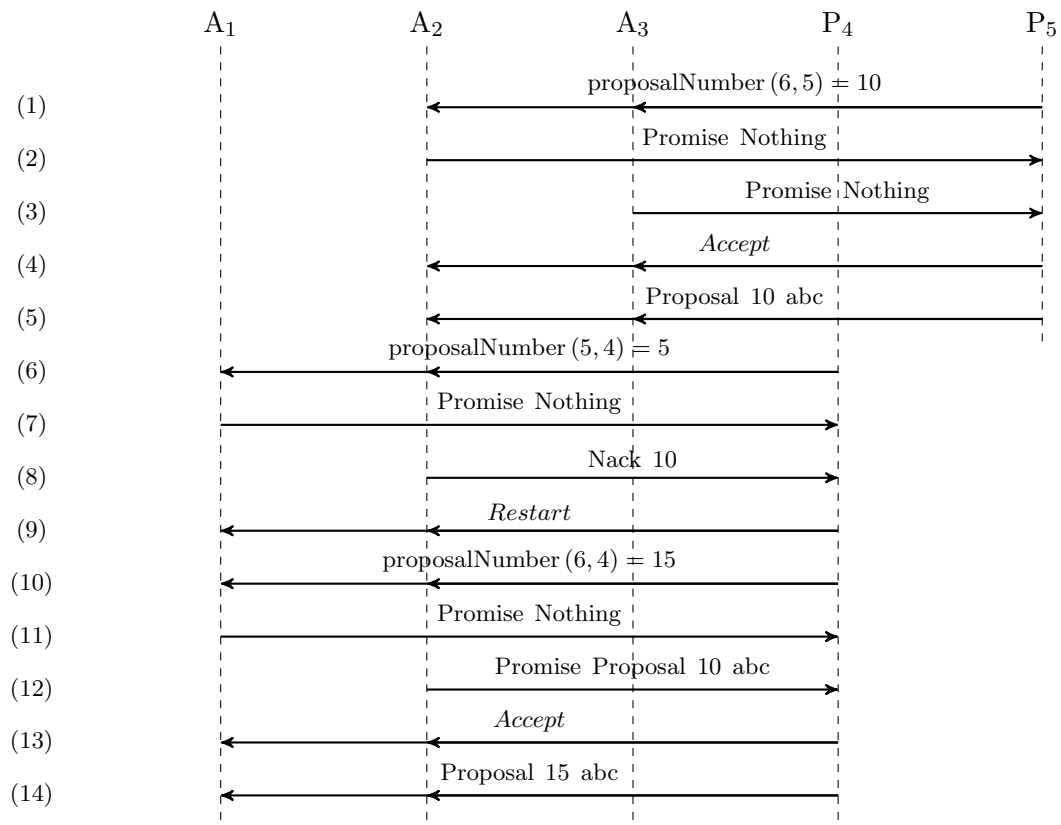 A₁ A₂ A₃ P₄ P₅
(1) proposalNumber (6, 5) = 10
(2) Promise Nothing
(3) Promise Nothing
(4) Accept
(5) Proposal 10 abc
(6) proposalNumber (5, 4) = 5
(7) Promise Nothing
(8) Nack 10
(9) Restart
(10) proposalNumber (6, 4) = 15
(11) Promise Nothing
(12) Promise Proposal 10 abc
(13) Accept
(14) Proposal 15 abc